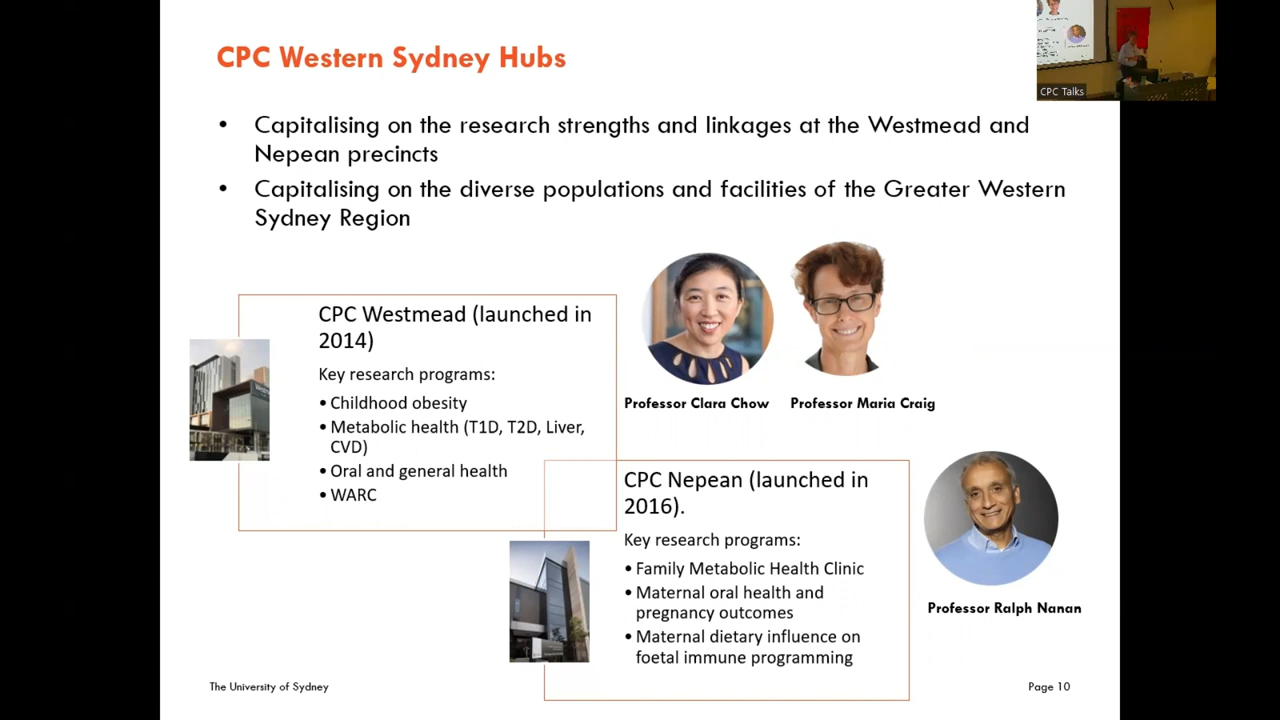 CPC Western Sydney Hubs
CPC Talks
• Capitalising on the research strengths and linkages at the Westmead and
Nepean precincts
• Capitalising on the diverse populations and facilities of the Greater Western
Sydney Region
CPC Westmead (launched in
2014)
Key research programs:
• Childhood obesity
• Metabolic health (T1D, T2D, Liver,
CVD)
• Oral and general health
• WARC
Professor Clara Chow
Professor Maria Craig
CPC Nepean (launched in
2016).
Key research programs:
• Family Metabolic Health Clinic
• Maternal oral health and
pregnancy outcomes
• Maternal dietary influence on
foetal immune programming
Professor Ralph Nanan
The University of Sydney
Page 10